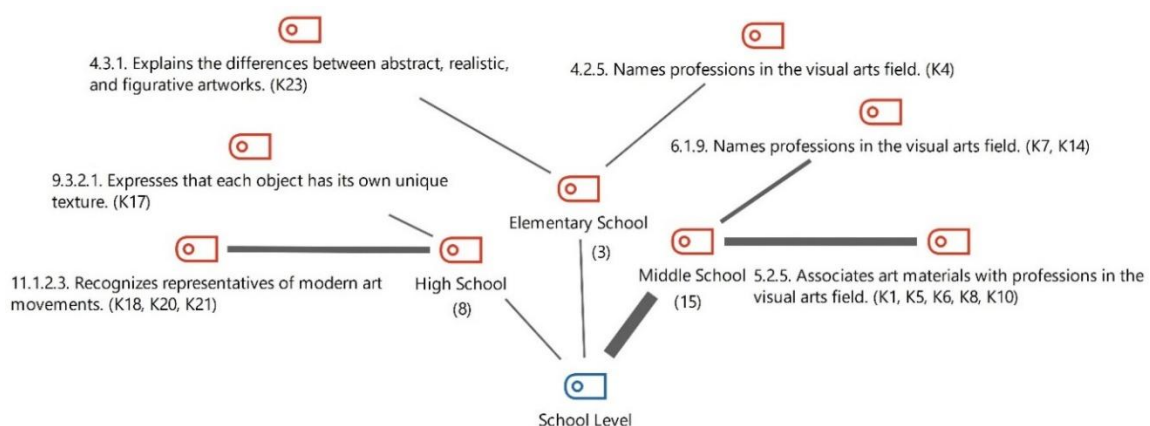 4.3.1. Explains the differences between abstract, realistic,
and figurative artworks. (K23)
4.2.5. Names professions in the visual arts field. (K4)
6.1.9. Names professions in the visual arts field. (K7, K14)
9.3.2.1. Expresses that each object has its own unique
texture. (K17)
Elementary School
(3)
11.1.2.3. Recognizes representatives of modern art
movements. (K18, K20, K21)
High School
(8)
Middle School
(15)
5.2.5. Associates art materials with professions in the
visual arts field. (K1, K5, K6, K8, K10)
School Level